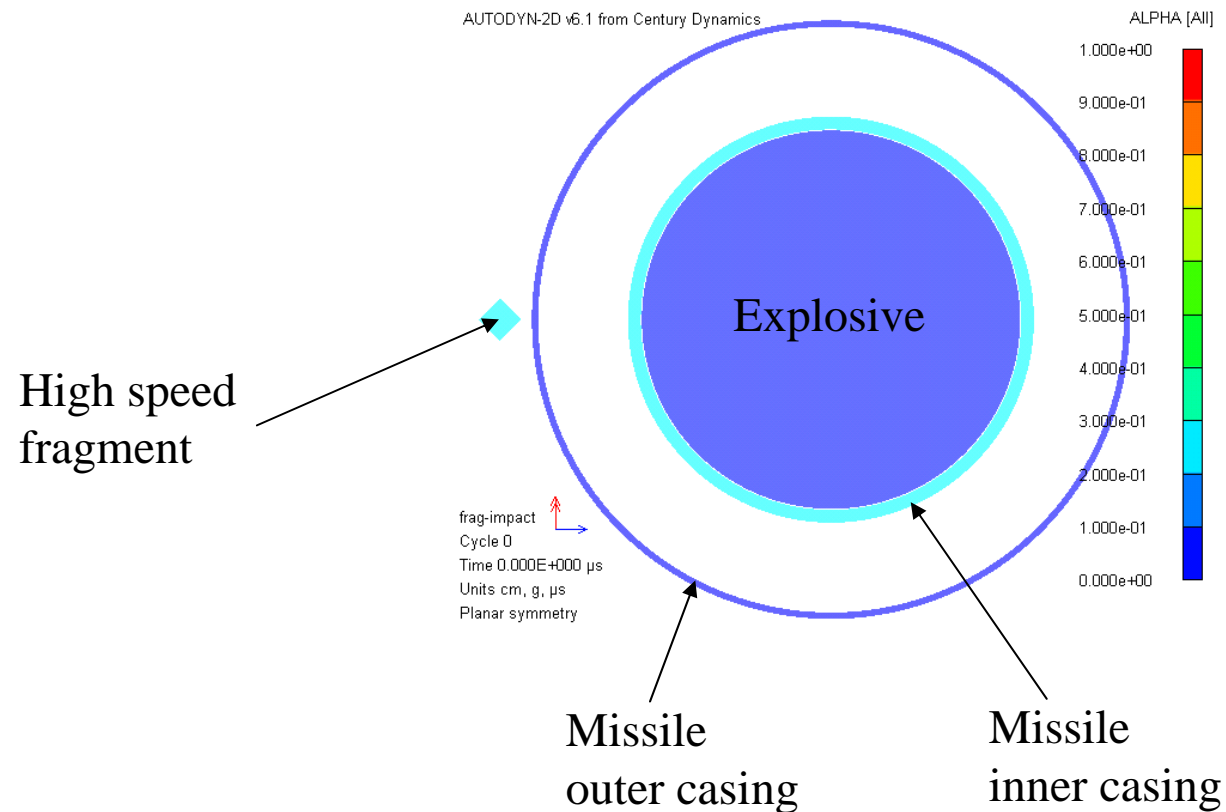 AUTODYN-2D v6.1 from Century Dynamics
ALPHA [All]
1.000e+00
9.000e-01
8.000e-01
7.000e-01
6.000e-01
5.000e-01
4.000e-01
3.000e-01
2.000e-01
1.000e-01
0.000e+00
Explosive
High speed
fragment
frag-impact
Cycle 0
Time 0.000E+000 µs
Units cm, g, µs
Planar symmetry
Missile
outer casing
Missile
inner casing